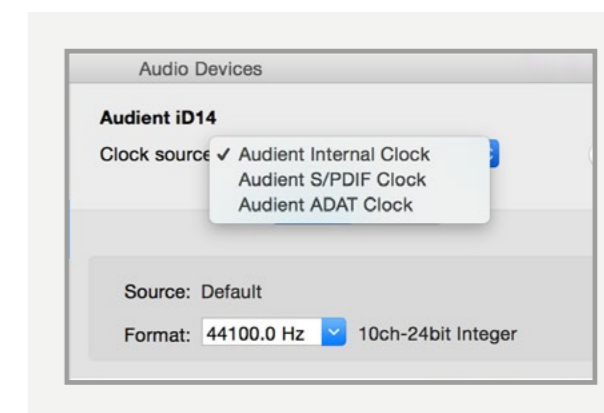 Audio Devices
Audient iD14
Clock source ✓ Audient Internal Clock
Audient S/PDIF Clock
Audient ADAT Clock
Source: Default
Format: 44100.0 Hz 10ch-24bit Integer